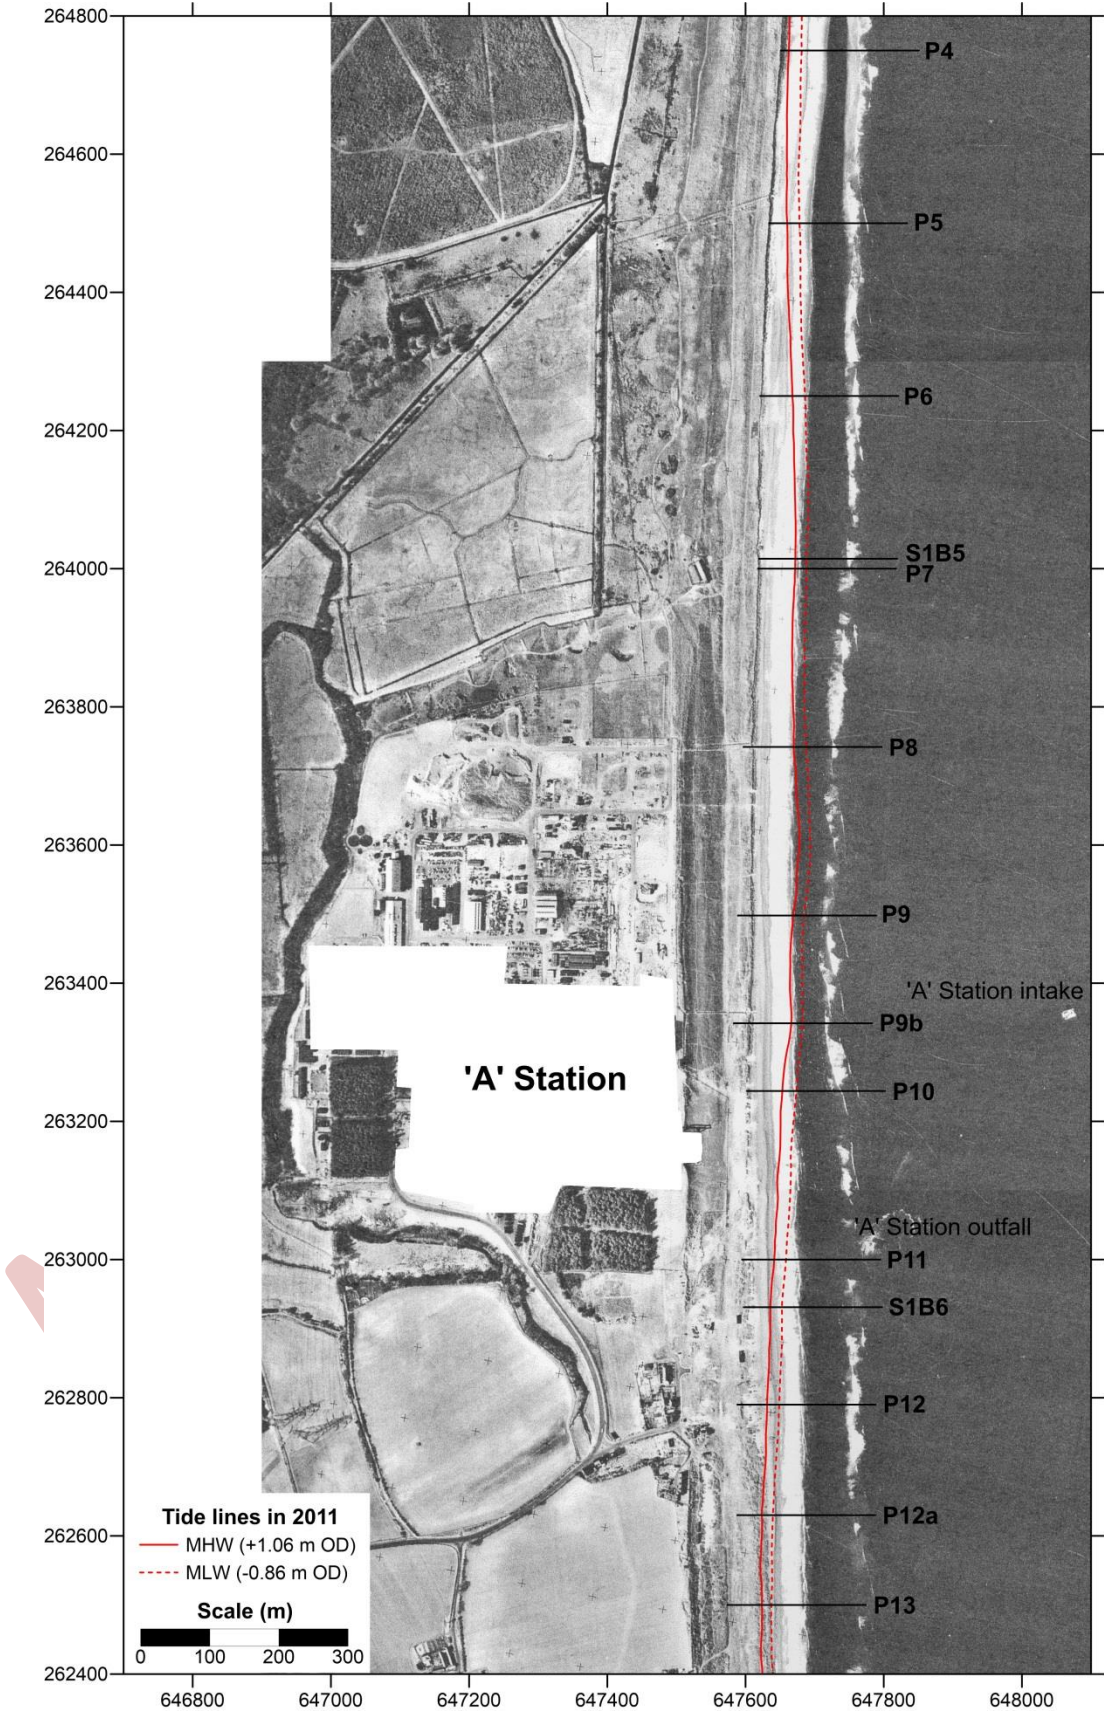 264800
P4
264600
P5
264400
P6
264200
S1B5
264000
P7
263800
P8
263600
P9
263400
'A' Station intake
P9b
'A' Station
P10
263200
'A' Station outfall
263000
P11
S1B6
262800
P12
P12a
262600
P13
262400
Tide lines in 2011
MHW (+1.06 m OD)
MLW (-0.86 m OD)
Scale (m)
0 100 200 300
646800 647000 647200 647400 647600 647800 648000